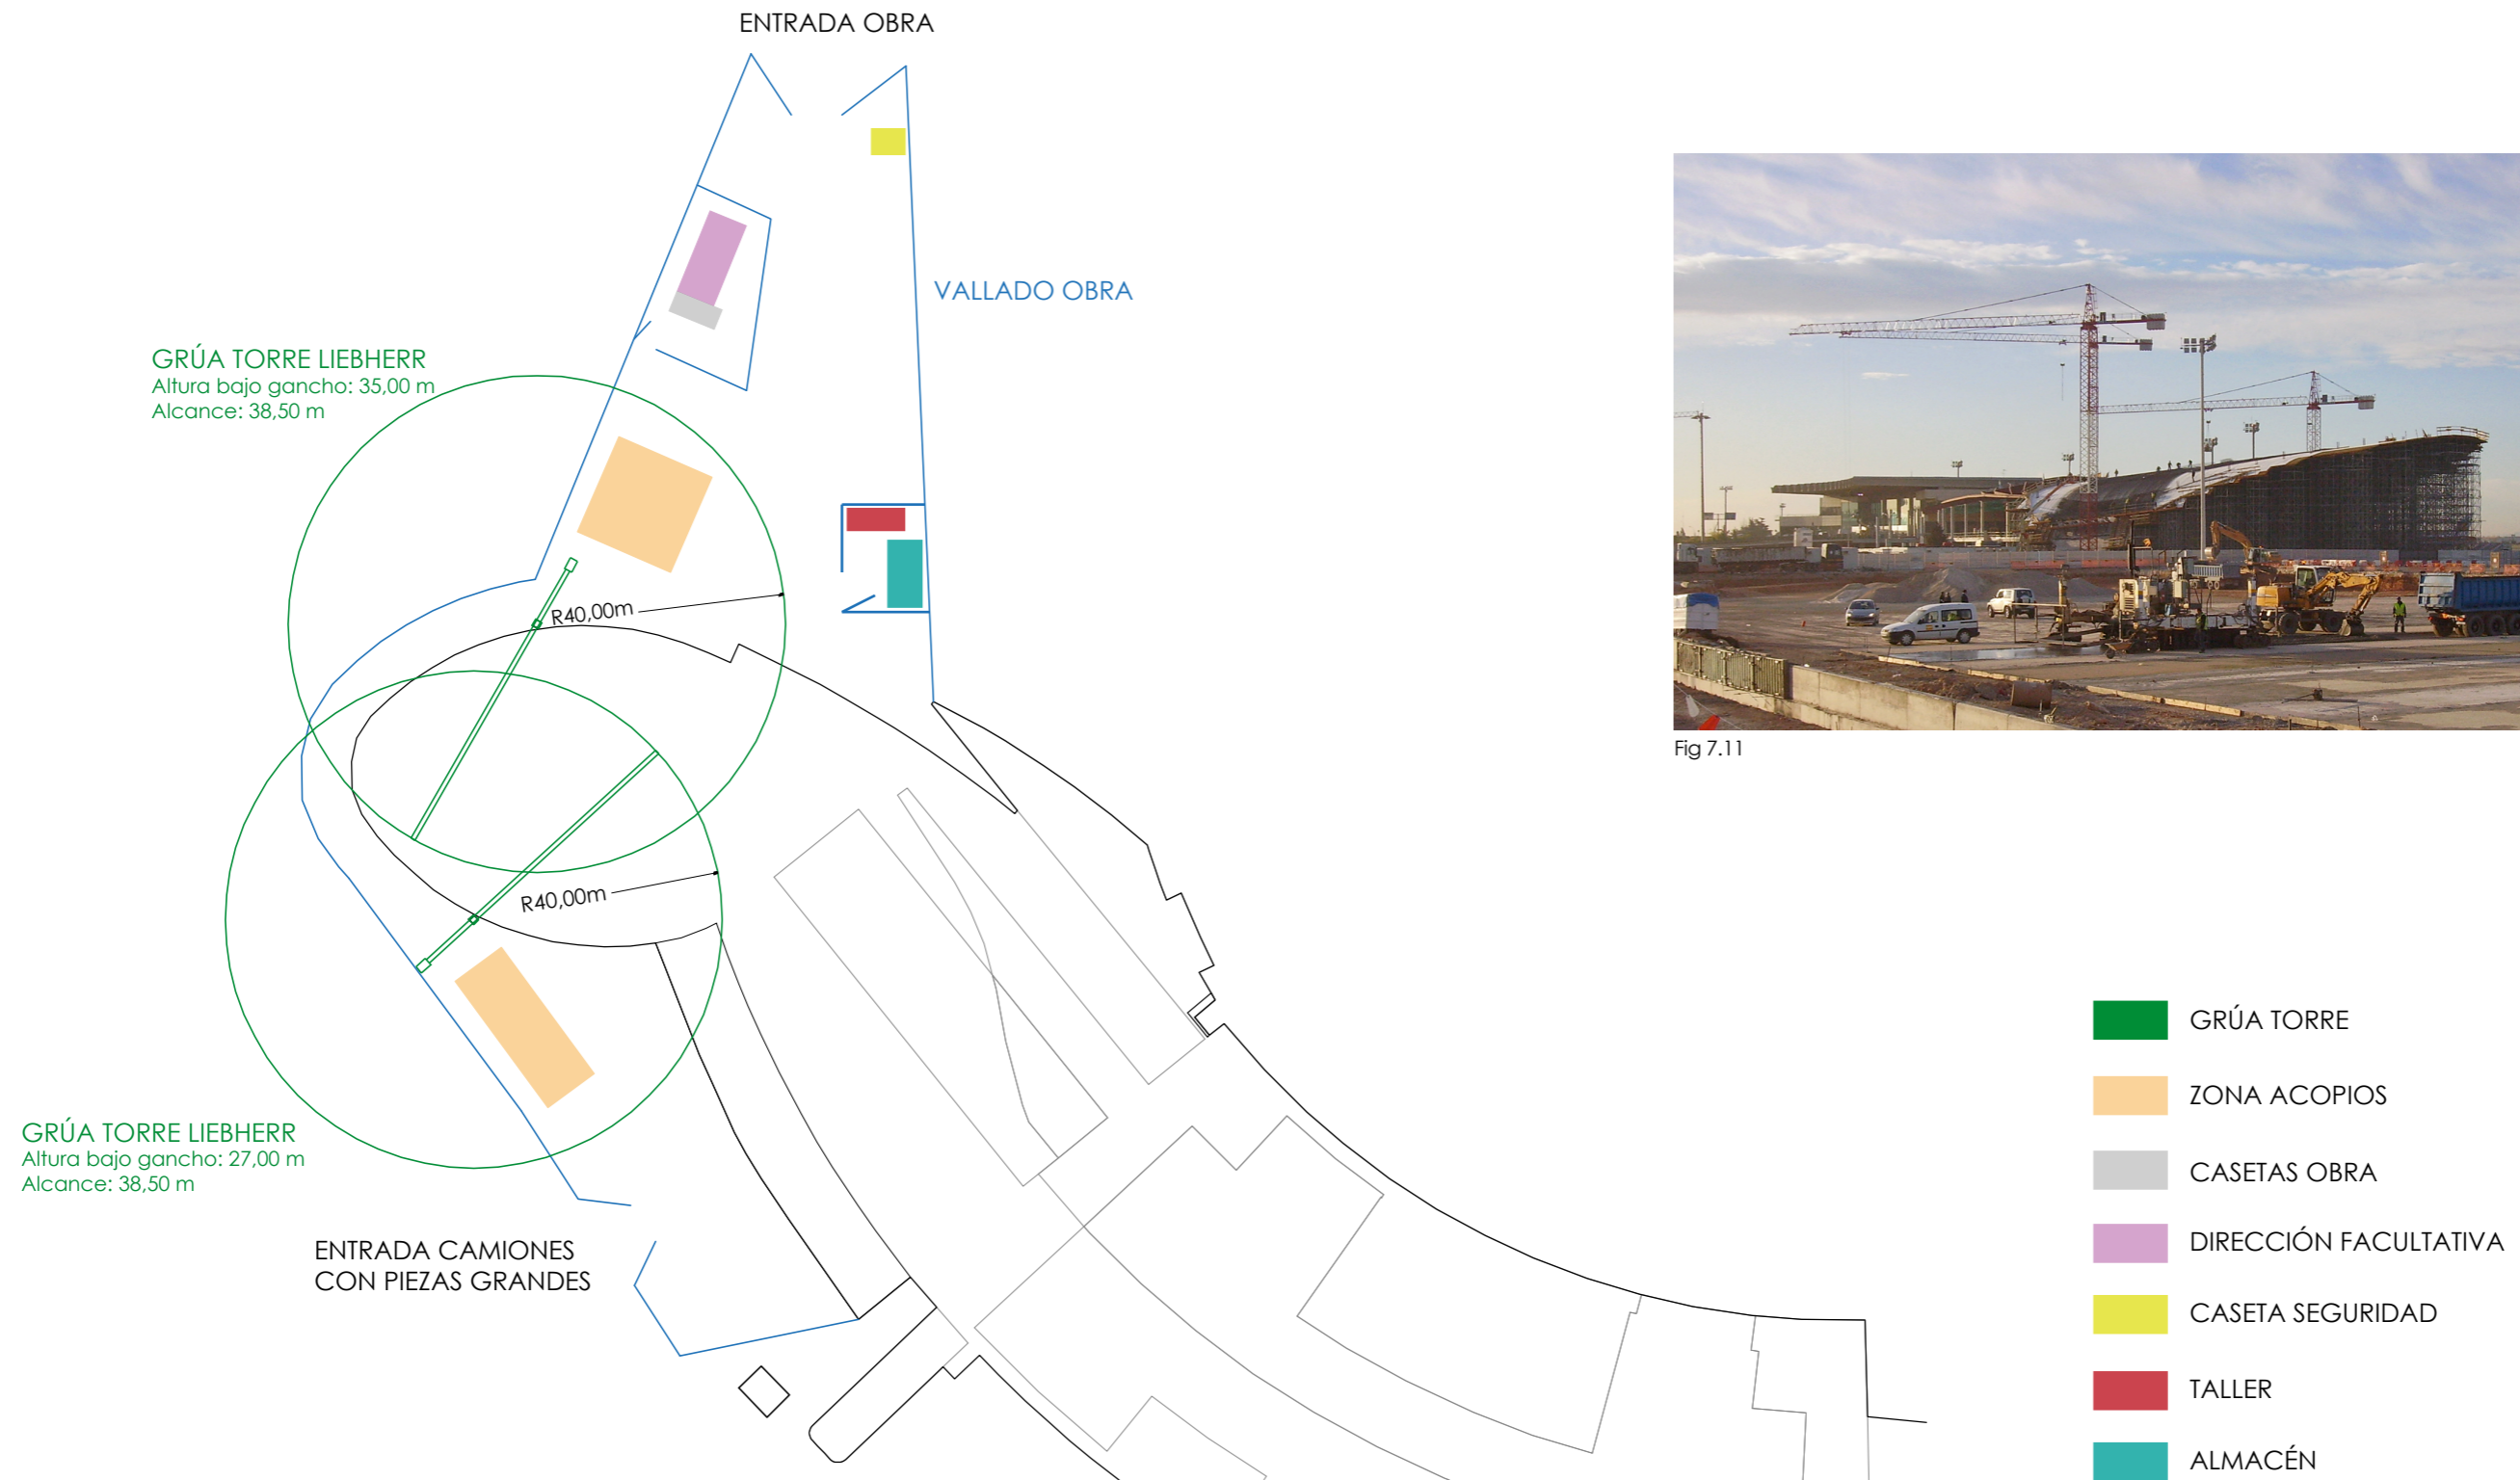 ENTRADA OBRA
VALLADO OBRA
GRÚA TORRE LIEBHERR
Altura bajo gancho: 35,00 m
Alcance: 38,50 m
R40,00m
Fig 7.11
R40,00m
GRÚA TORRE LIEBHERR
Altura bajo gancho: 27,00 m
Alcance: 38,50 m
ENTRADA CAMIONES
CON PIEZAS GRANDES
GRÚA TORRE
ZONA ACOPIOS
CASETAS OBRA
DIRECCIÓN FACULTATIVA
CASETA SEGURIDAD
TALLER
ALMACÉN